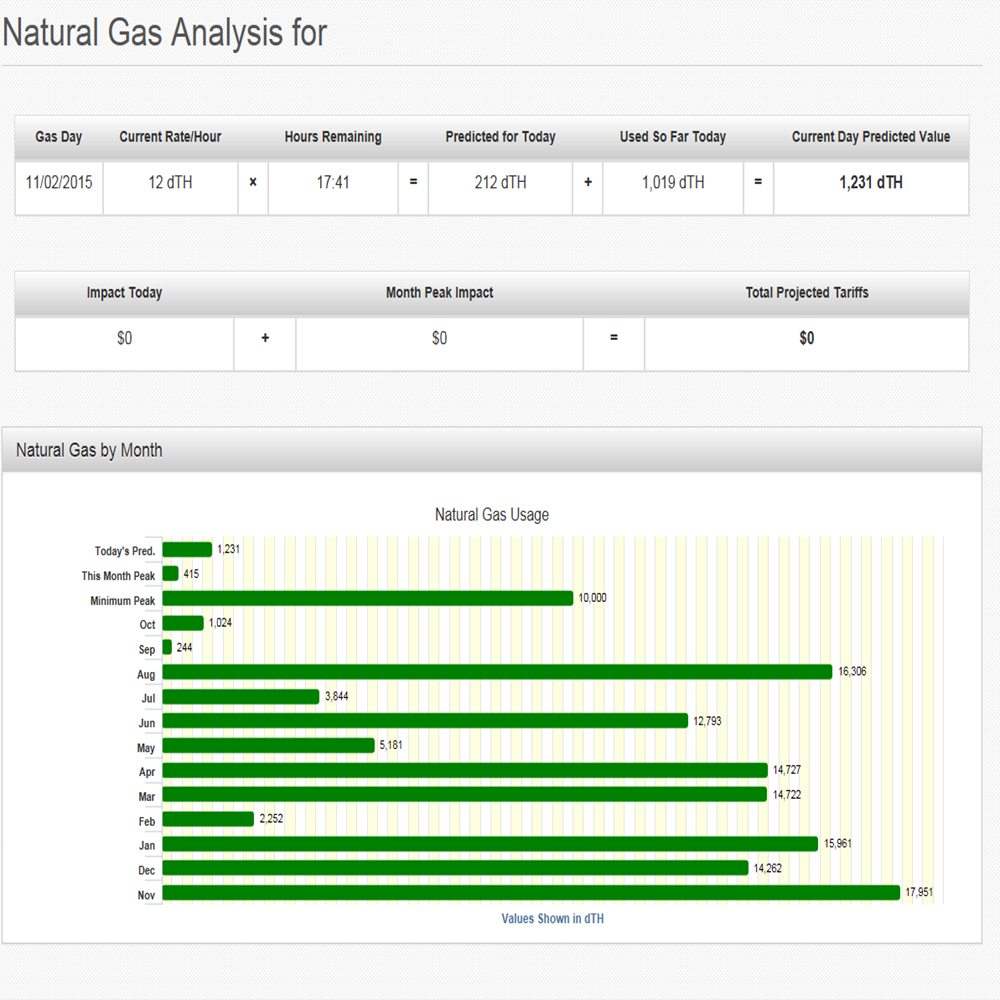 Natural Gas Analysis for
Gas Day Current Rate/Hour Hours Remaining Predicted for Today Used So Far Today Current Day Predicted Value
11/02/2015 12 dTH × 17:41 = 212 dTH + 1,019 dTH = 1,231 dTH
Impact Today Month Peak Impact Total Projected Tariffs
$0 + $0 = $0
Natural Gas by Month
Natural Gas Usage
Today's Pred. 1,231
This Month Peak 415
Minimum Peak 10,000
Oct 1,024
Sep 244
Aug 16,306
Jul 3,844
Jun 12,793
May 5,181
Apr 14,727
Mar 14,722
Feb 2,252
Jan 15,961
Dec 14,262
Nov 17,951
Values Shown in dTH